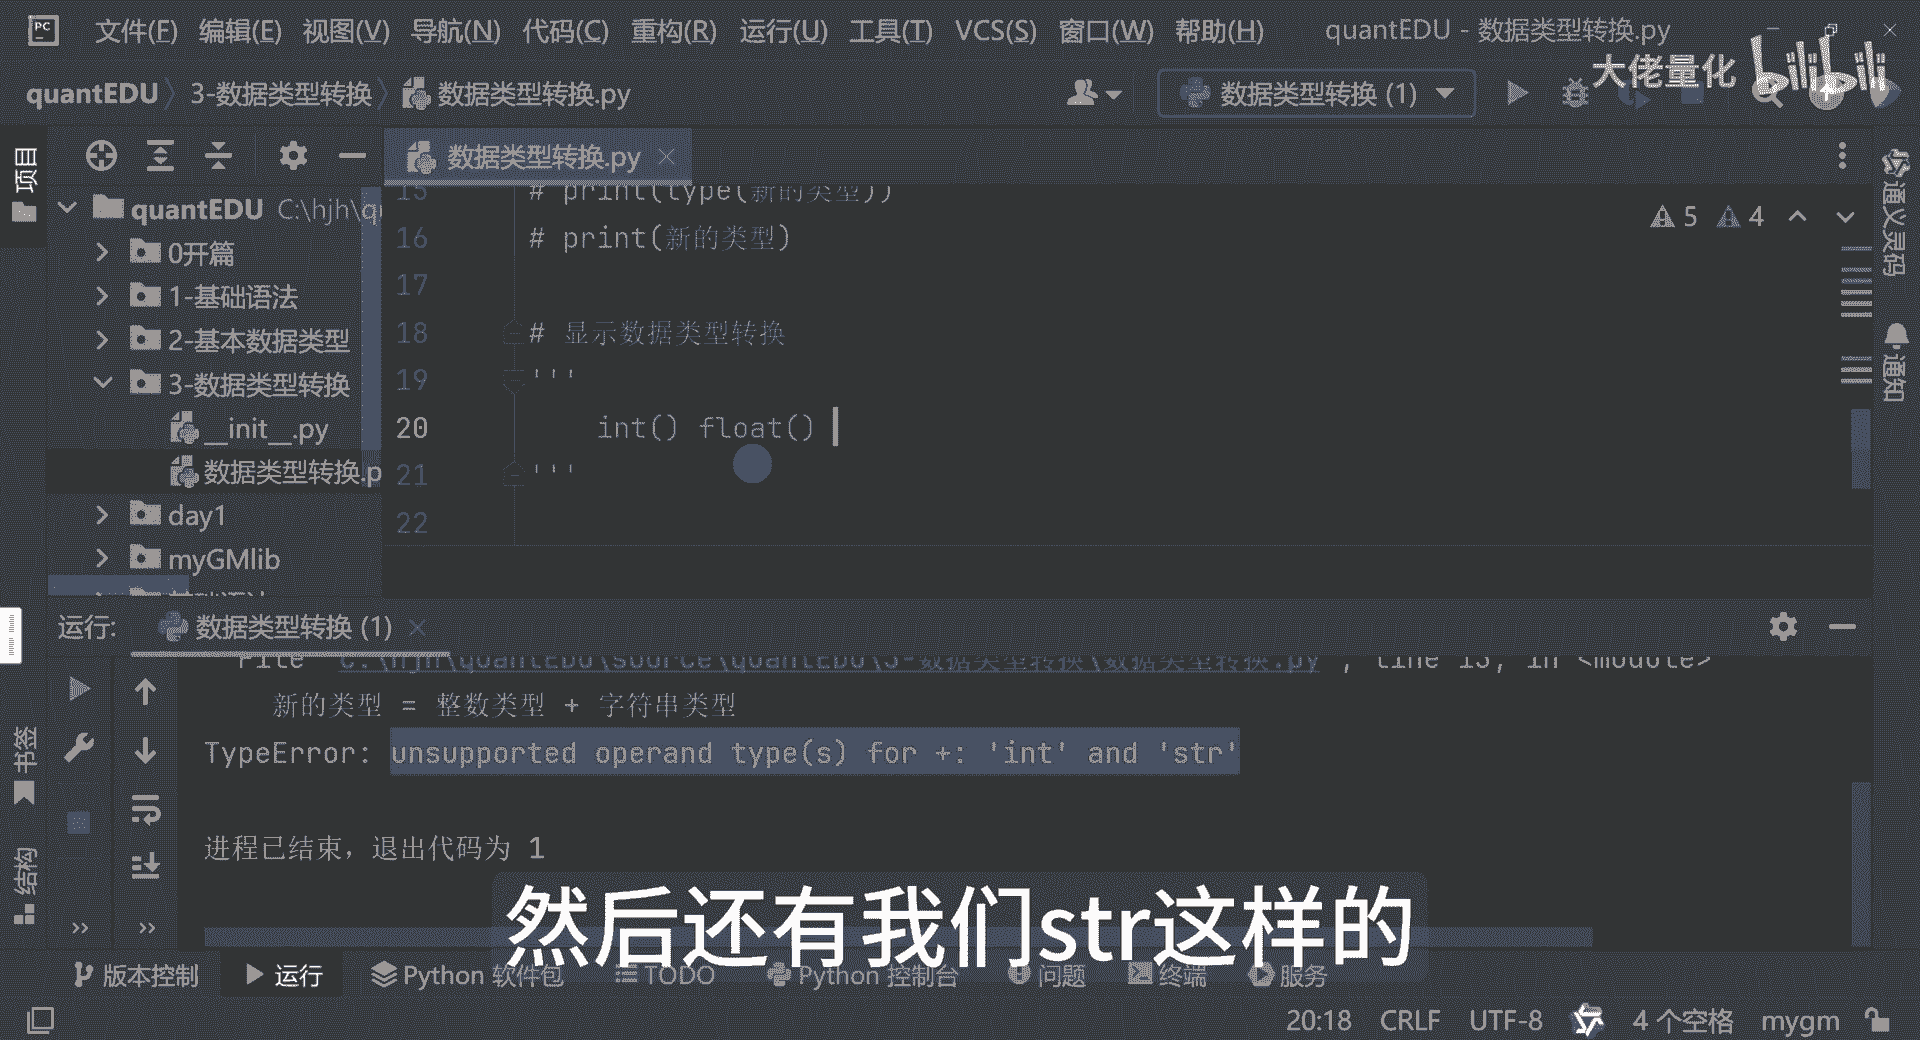 文件(F) 编辑(E) 视图(V) 导航(N) 代码(C) 重构(R) 运行(U) 工具(T) VCS(S) 窗口(W) 帮助(H) quantEDU - 数据类型转换.py
大佬量化 bilibili
quantEDU 3-数据类型转换 数据类型转换.py 数据类型转换 (1)
项目
数据类型转换.py
通义灵码
通知
quantEDU C:\hjh\q
0开篇
1-基础语法
2-基本数据类型
3-数据类型转换
__init__.py
数据类型转换.p
day1
myGMlib
5 4
15 # print(type(新的类型))
16 # print(新的类型)
17
18 # 显示数据类型转换
19 '''
20 int() float()
21 '''
22
运行: 数据类型转换 (1)
File "C:\hjh\quantEDU\source\quantEDU\3-数据类型转换\数据类型转换.py", line 13, in <module>
新的类型 = 整数类型 + 字符串类型
TypeError: unsupported operand type(s) for +: 'int' and 'str'
进程已结束，退出代码为 1
书签
结构
然后还有我们str这样的
版本控制 运行 Python 软件包 TODO Python 控制台 问题 终端 服务
20:18 CRLF UTF-8 4 个空格 mygm